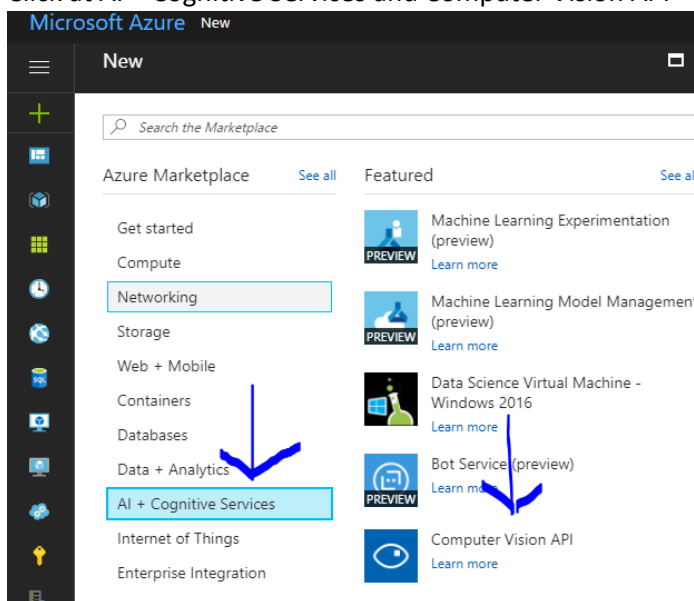 Microsoft Azure New
New
Search the Marketplace
Azure Marketplace See all
Get started
Compute
Networking
Storage
Web + Mobile
Containers
Databases
Data + Analytics
AI + Cognitive Services
Internet of Things
Enterprise Integration
Featured See al
Machine Learning Experimentation
(preview)
PREVIEW
Learn more
Machine Learning Model Management
(preview)
PREVIEW
Learn more
Data Science Virtual Machine -
Windows 2016
Learn more
Bot Service (preview)
PREVIEW
Learn more
Computer Vision API
Learn more
SQL